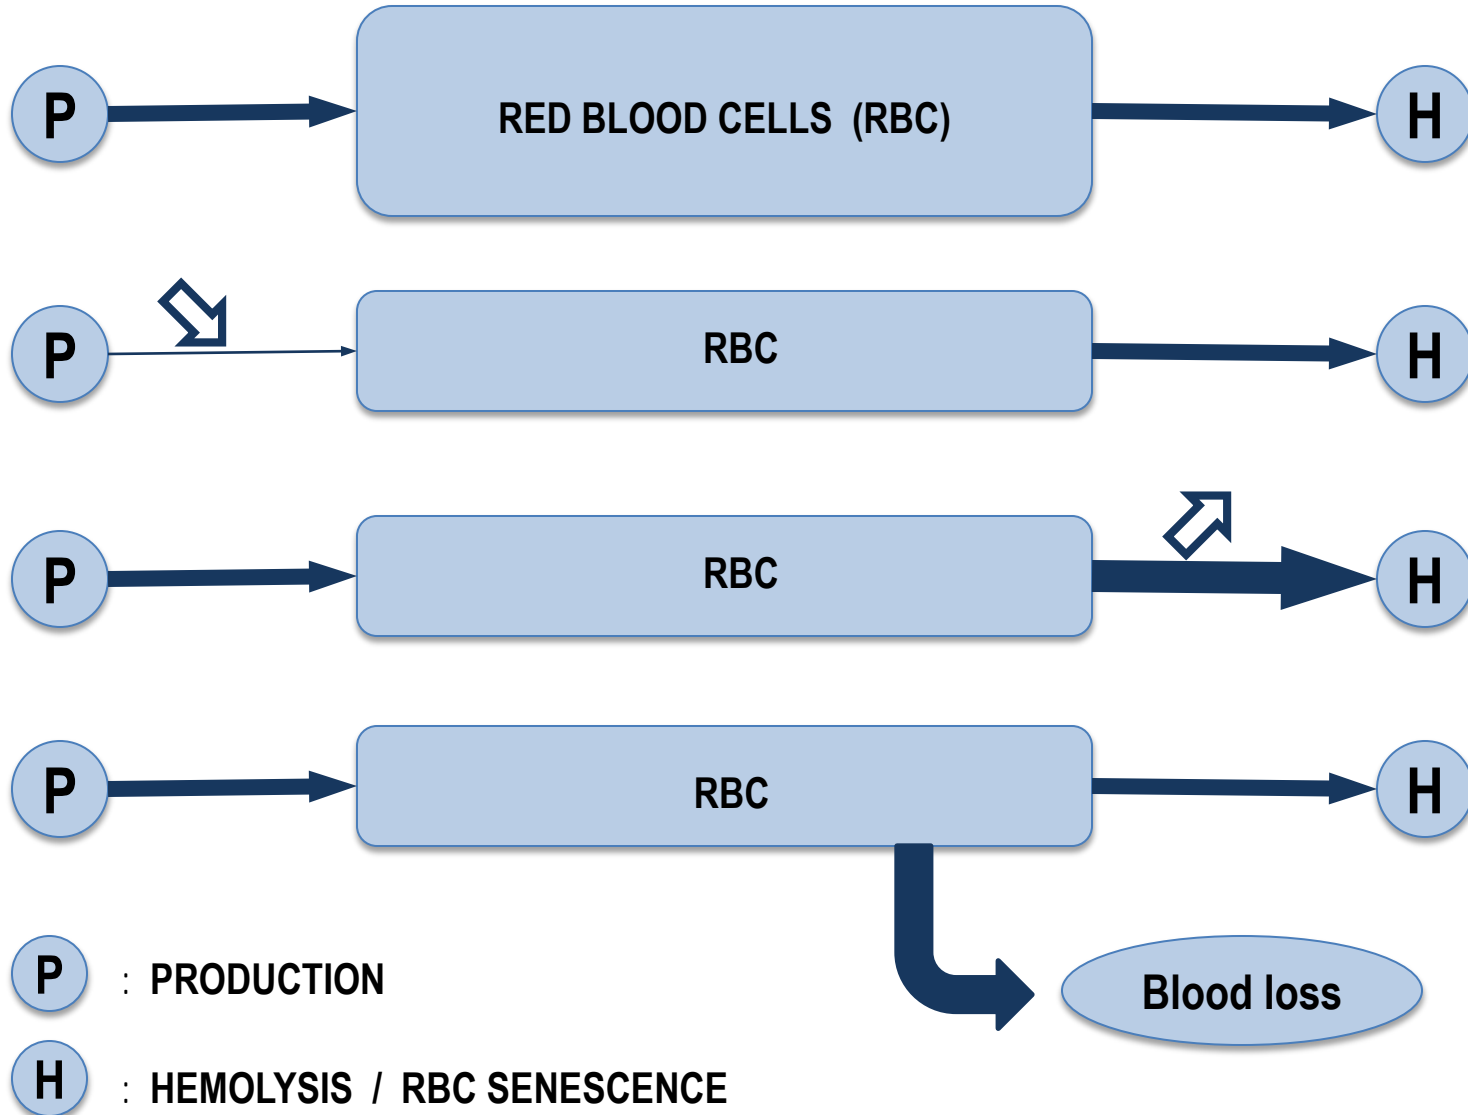 P RED BLOOD CELLS (RBC) H
P RBC H
P RBC H
P RBC H
P : PRODUCTION
Blood loss
H : HEMOLYSIS / RBC SENESCENCE